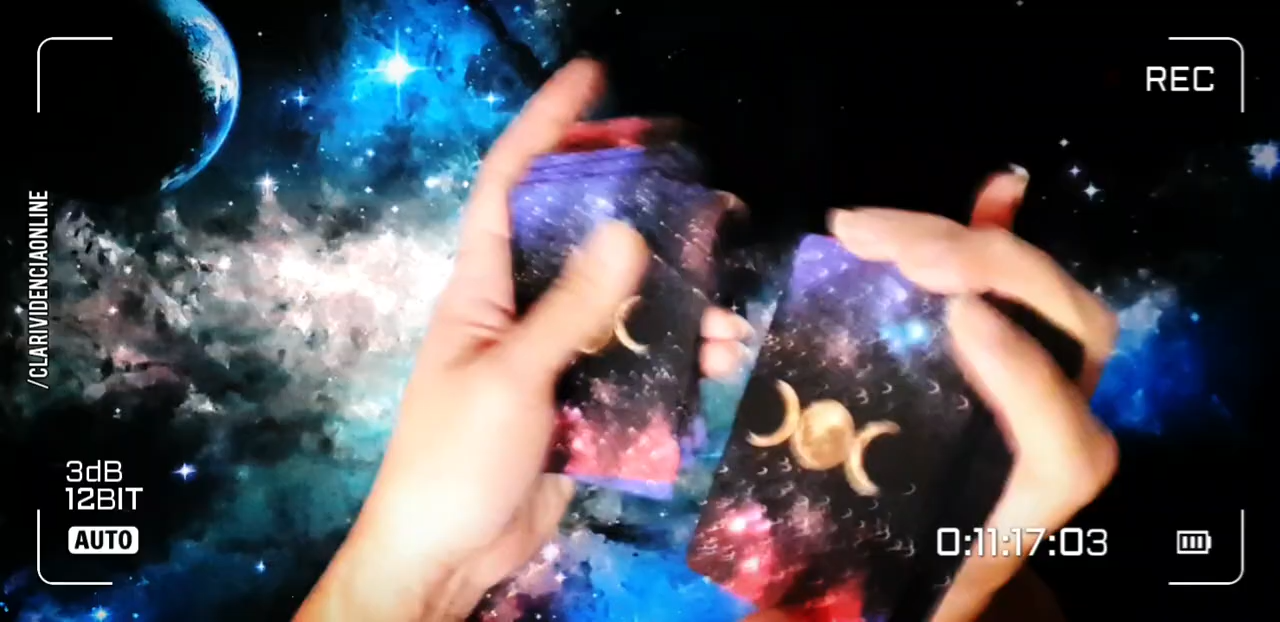 REC
/CLARIVIDENCIAONLINE
3dB
12BIT
AUTO
0:11:17:03